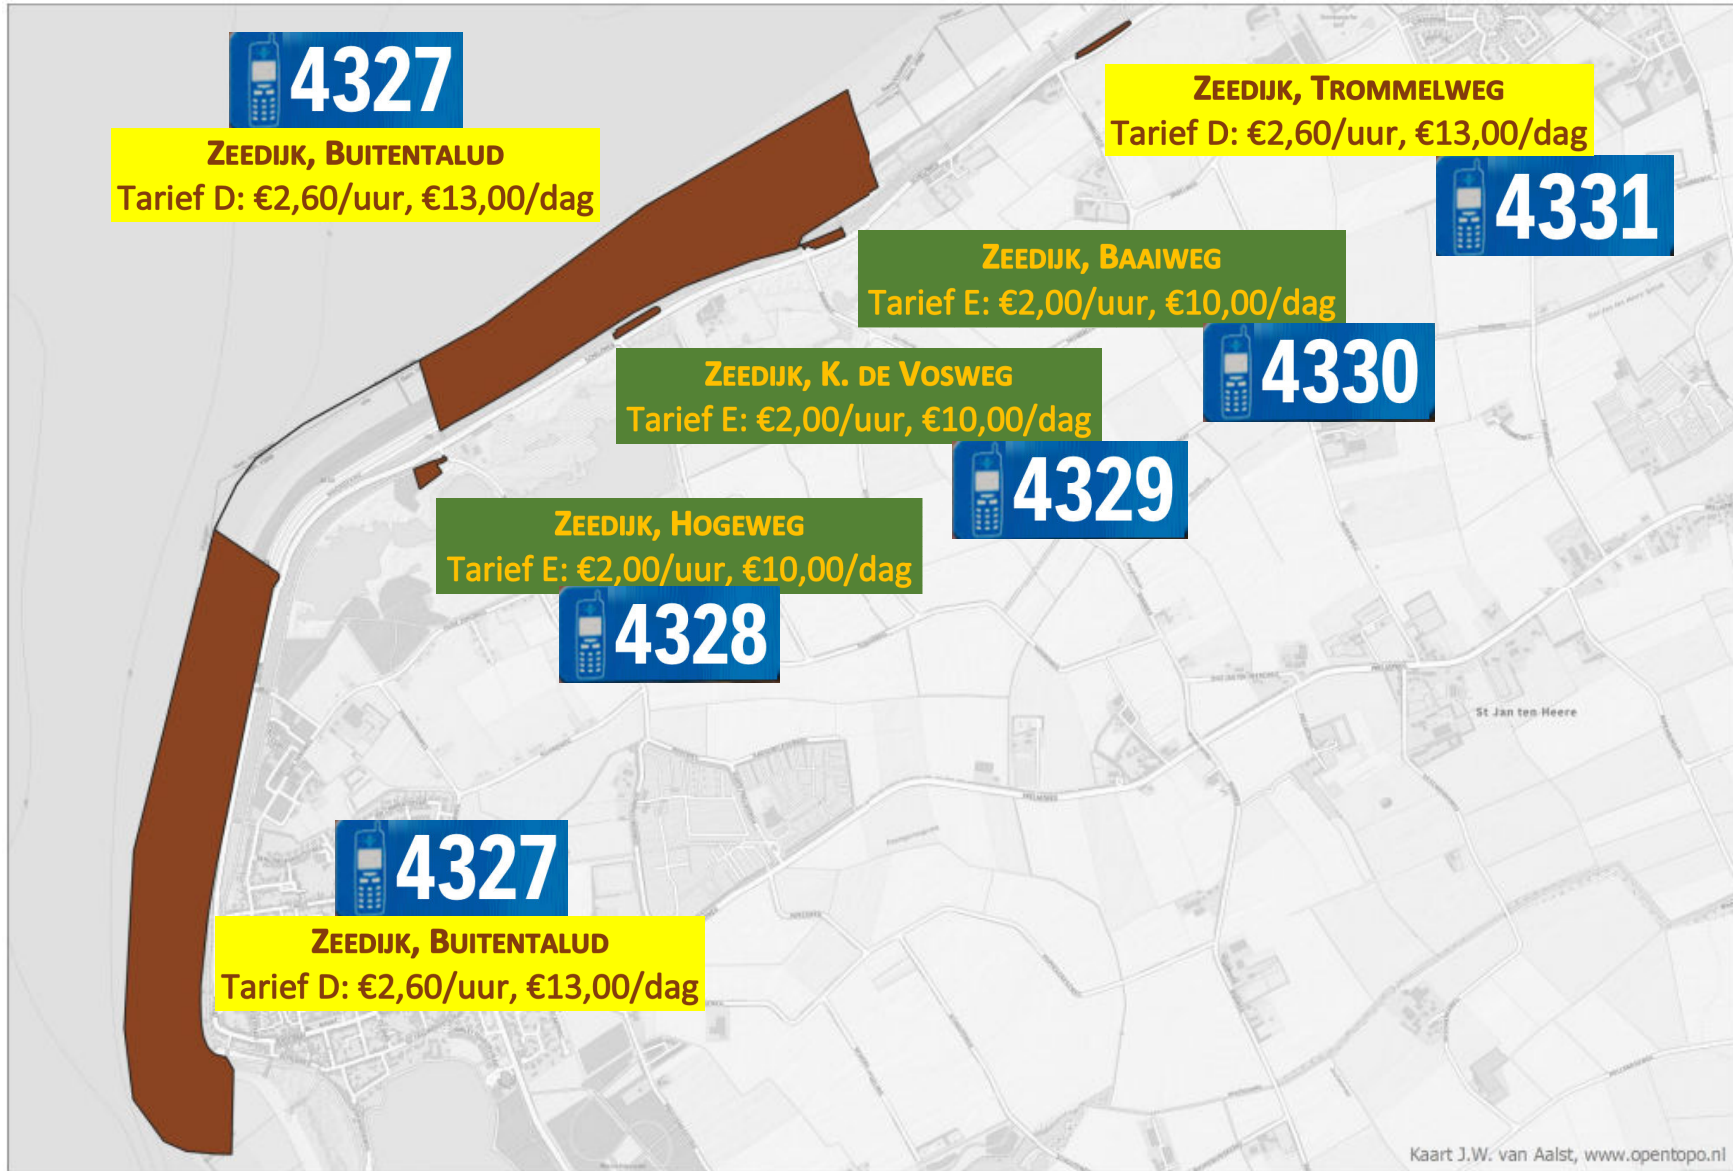 4327
ZEEDIJK, BUITENTALUD
Tarief D: €2,60/uur, €13,00/dag
ZEEDIJK, TROMMELWEG
Tarief D: €2,60/uur, €13,00/dag
4331
ZEEDIJK, BAAIWEG
Tarief E: €2,00/uur, €10,00/dag
4330
ZEEDIJK, K. DE VOSWEG
Tarief E: €2,00/uur, €10,00/dag
4329
ZEEDIJK, HOGEWEG
Tarief E: €2,00/uur, €10,00/dag
4328
St Jan ten Heere
4327
ZEEDIJK, BUITENTALUD
Tarief D: €2,60/uur, €13,00/dag
Kaart J.W. van Aalst, www.opentopo.nl